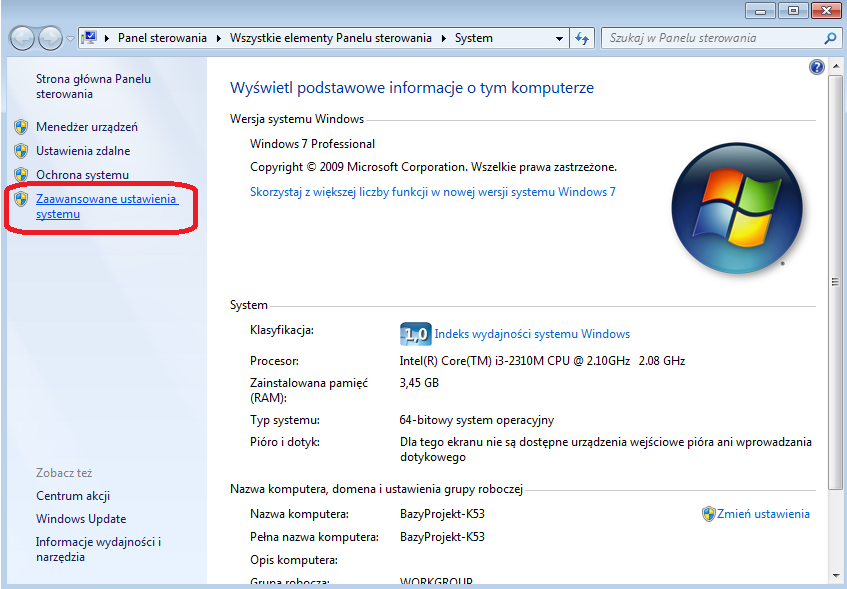 Panel sterowania
Wszystkie elementy Panelu sterowania
System
Szukaj w Panelu sterowania
Strona główna Panelu
sterowania
Menedżer urządzeń
Ustawienia zdalne
Ochrona systemu
Zaawansowane ustawienia
systemu
Zobacz też
Centrum akcji
Windows Update
Informacje wydajności i
narzędzia
Wyświetl podstawowe informacje o tym komputerze
Wersja systemu Windows
Windows 7 Professional
Copyright © 2009 Microsoft Corporation. Wszelkie prawa zastrzeżone.
Skorzystaj z większej liczby funkcji w nowej wersji systemu Windows 7
System
Klasyfikacja: 1,0 Indeks wydajności systemu Windows
Procesor: Intel(R) Core(TM) i3-2310M CPU @ 2.10GHz 2.08 GHz
Zainstalowana pamięć 3,45 GB
(RAM):
Typ systemu: 64-bitowy system operacyjny
Pióro i dotyk: Dla tego ekranu nie są dostępne urządzenia wejściowe pióra ani wprowadzania
dotykowego
Nazwa komputera, domena i ustawienia grupy roboczej
Nazwa komputera: BazyProjekt-K53 Zmień ustawienia
Pełna nazwa komputera: BazyProjekt-K53
Opis komputera:
Grupa robocza: WORKGROUP